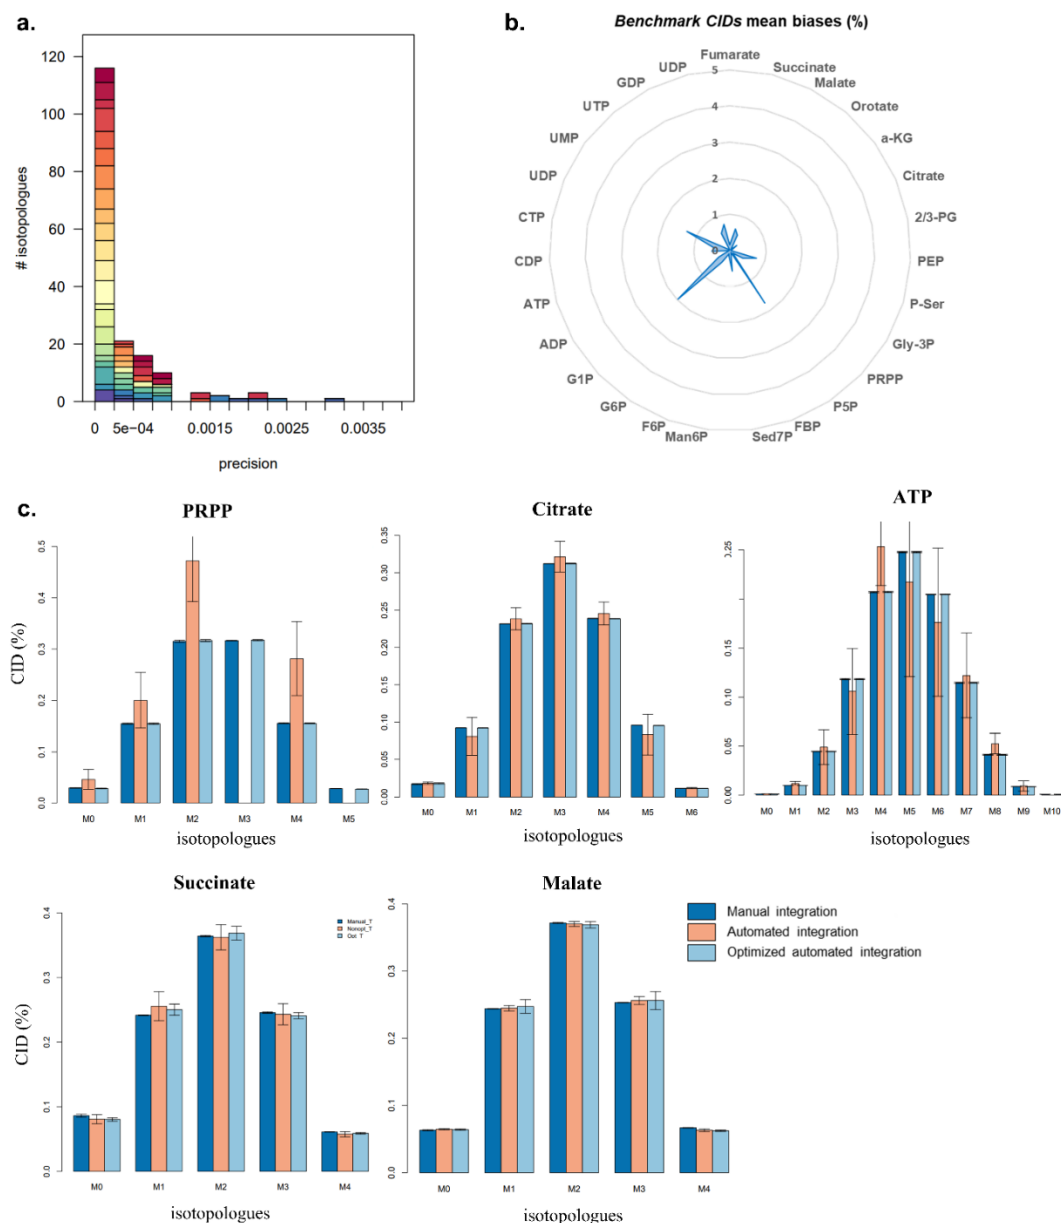 a.
# isotopologues
120
100
80
60
40
20
0
0 5e−04 0.0015 0.0025 0.0035
precision
b.
Benchmark CIDs mean biases (%)
Fumarate
Succinate
Malate
Orotate
a-KG
Citrate
2/3-PG
PEP
P-Ser
Gly-3P
PRPP
P5P
FBP
Sed7P
Man6P
F6P
G6P
G1P
ADP
ATP
CDP
CTP
UDP
UMP
UTP
GDP
UDP
5
4
3
2
1
0
c.
PRPP
CID (%)
0.5
0.4
0.3
0.2
0.1
0.0
M0 M1 M2 M3 M4 M5
isotopologues
Citrate
0.35
0.30
0.25
0.20
0.15
0.10
0.05
0.00
M0 M1 M2 M3 M4 M5 M6
isotopologues
ATP
0.25
0.15
0.05
0.00
M0 M1 M2 M3 M4 M5 M6 M7 M8 M9 M10
isotopologues
Succinate
CID (%)
0.4
0.3
0.2
0.1
0.0
Manual_T
Nonopt_T
Opt. T
M0 M1 M2 M3 M4
isotopologues
Malate
0.4
0.3
0.2
0.1
0.0
M0 M1 M2 M3 M4
isotopologues
Manual integration
Automated integration
Optimized automated integration